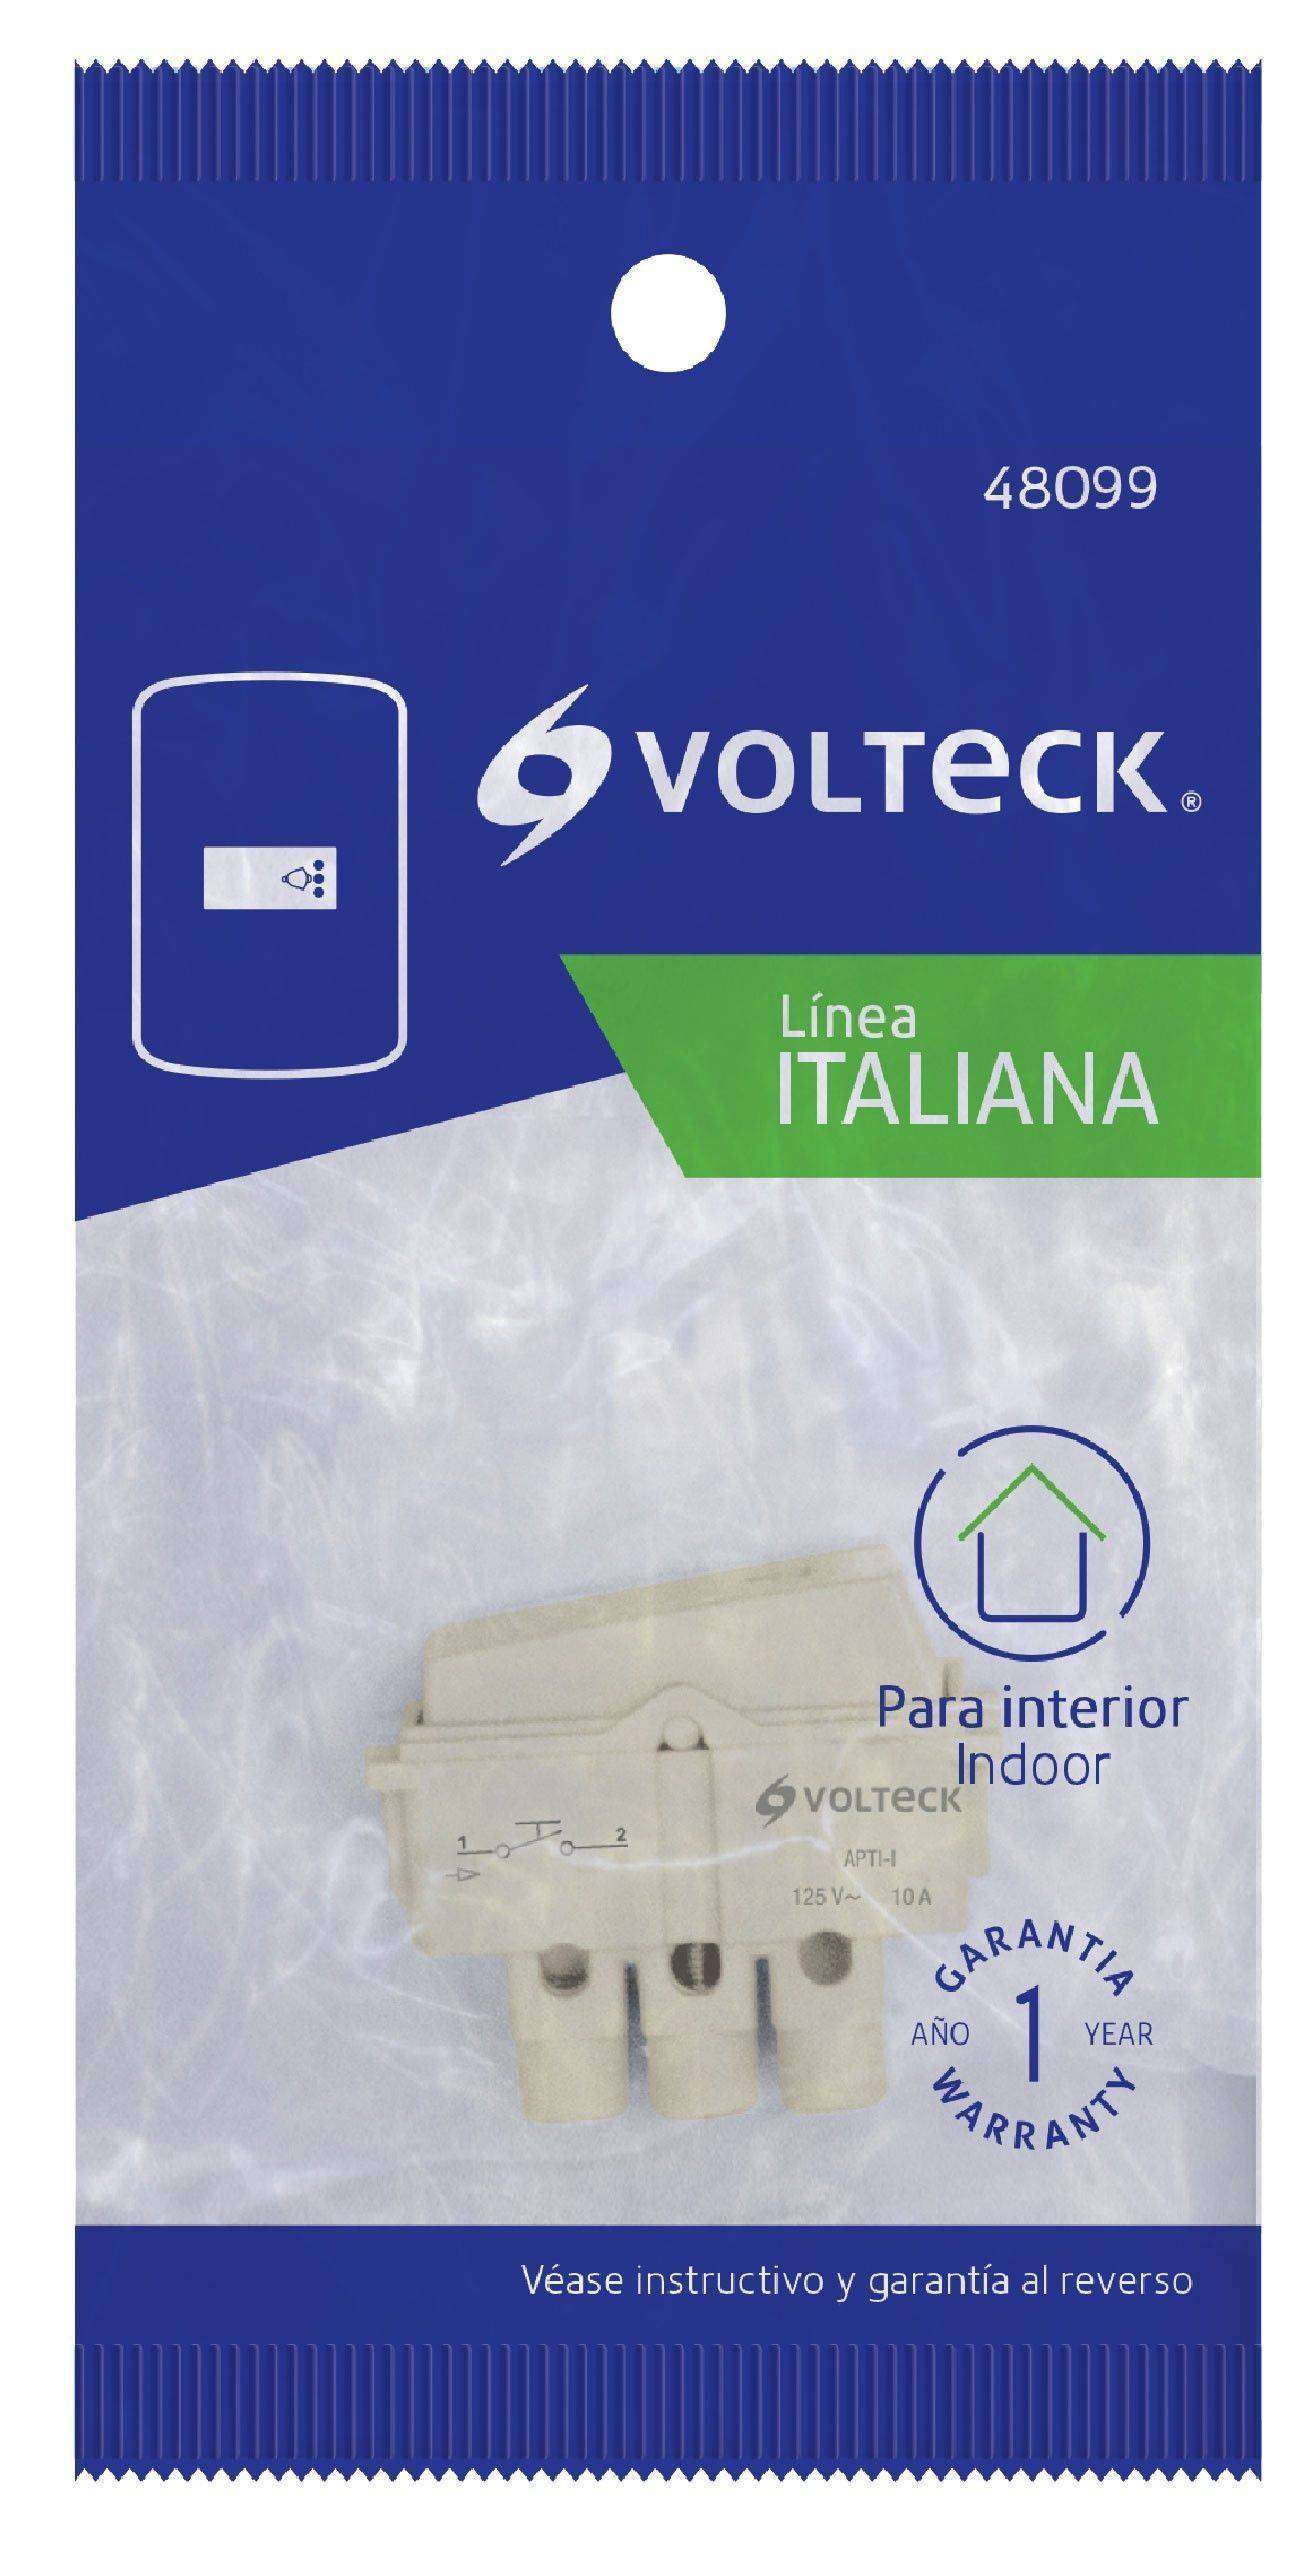 48099
VOLTECK®
Línea
ITALIANA
Para interior
Indoor
VOLTECK
1 2
APTI-I
125 V~ 10 A
GARANTIA
AÑO 1 YEAR
WARRANTY
Véase instructivo y garantía al reverso